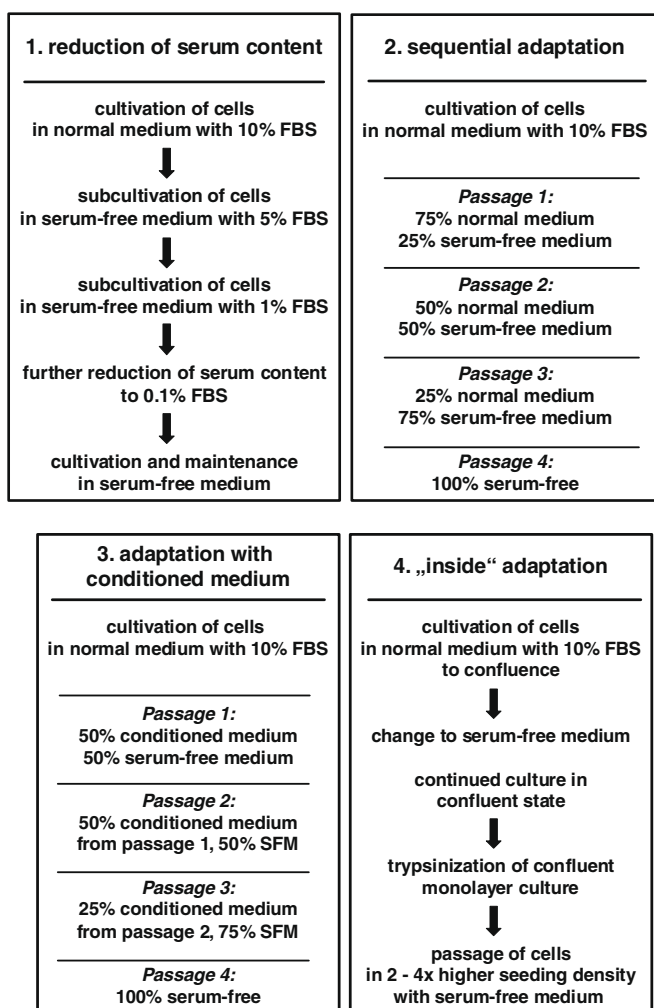 1. reduction of serum content
cultivation of cells
in normal medium with 10% FBS
subcultivation of cells
in serum-free medium with 5% FBS
subcultivation of cells
in serum-free medium with 1% FBS
further reduction of serum content
to 0.1% FBS
cultivation and maintenance
in serum-free medium
2. sequential adaptation
cultivation of cells
in normal medium with 10% FBS
Passage 1:
75% normal medium
25% serum-free medium
Passage 2:
50% normal medium
50% serum-free medium
Passage 3:
25% normal medium
75% serum-free medium
Passage 4:
100% serum-free
3. adaptation with
conditioned medium
cultivation of cells
in normal medium with 10% FBS
Passage 1:
50% conditioned medium
50% serum-free medium
Passage 2:
50% conditioned medium
from passage 1, 50% SFM
Passage 3:
25% conditioned medium
from passage 2, 75% SFM
Passage 4:
100% serum-free
4. „inside“ adaptation
cultivation of cells
in normal medium with 10% FBS
to confluence
change to serum-free medium
continued culture in
confluent state
trypsinization of confluent
monolayer culture
passage of cells
in 2 - 4x higher seeding density
with serum-free medium